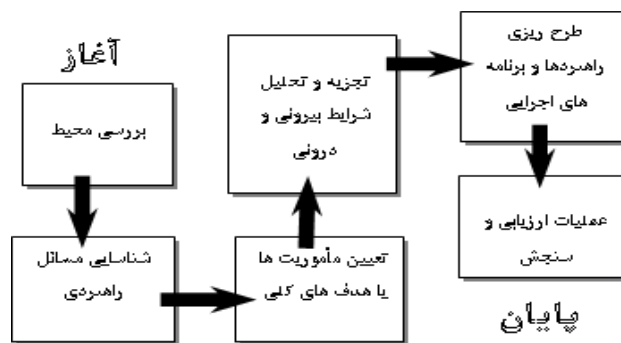 آغاز
بررسی محیط
شناسایی مسائل
راهبردی
تعیین مأموریت ها
یا هدف های کلی
تجزیه و تحلیل
شرایط بیرونی و
درونی
طرح ریزی
راهبردها و برنامه
های اجرایی
عملیات ارزیابی و
سنجش
پایان